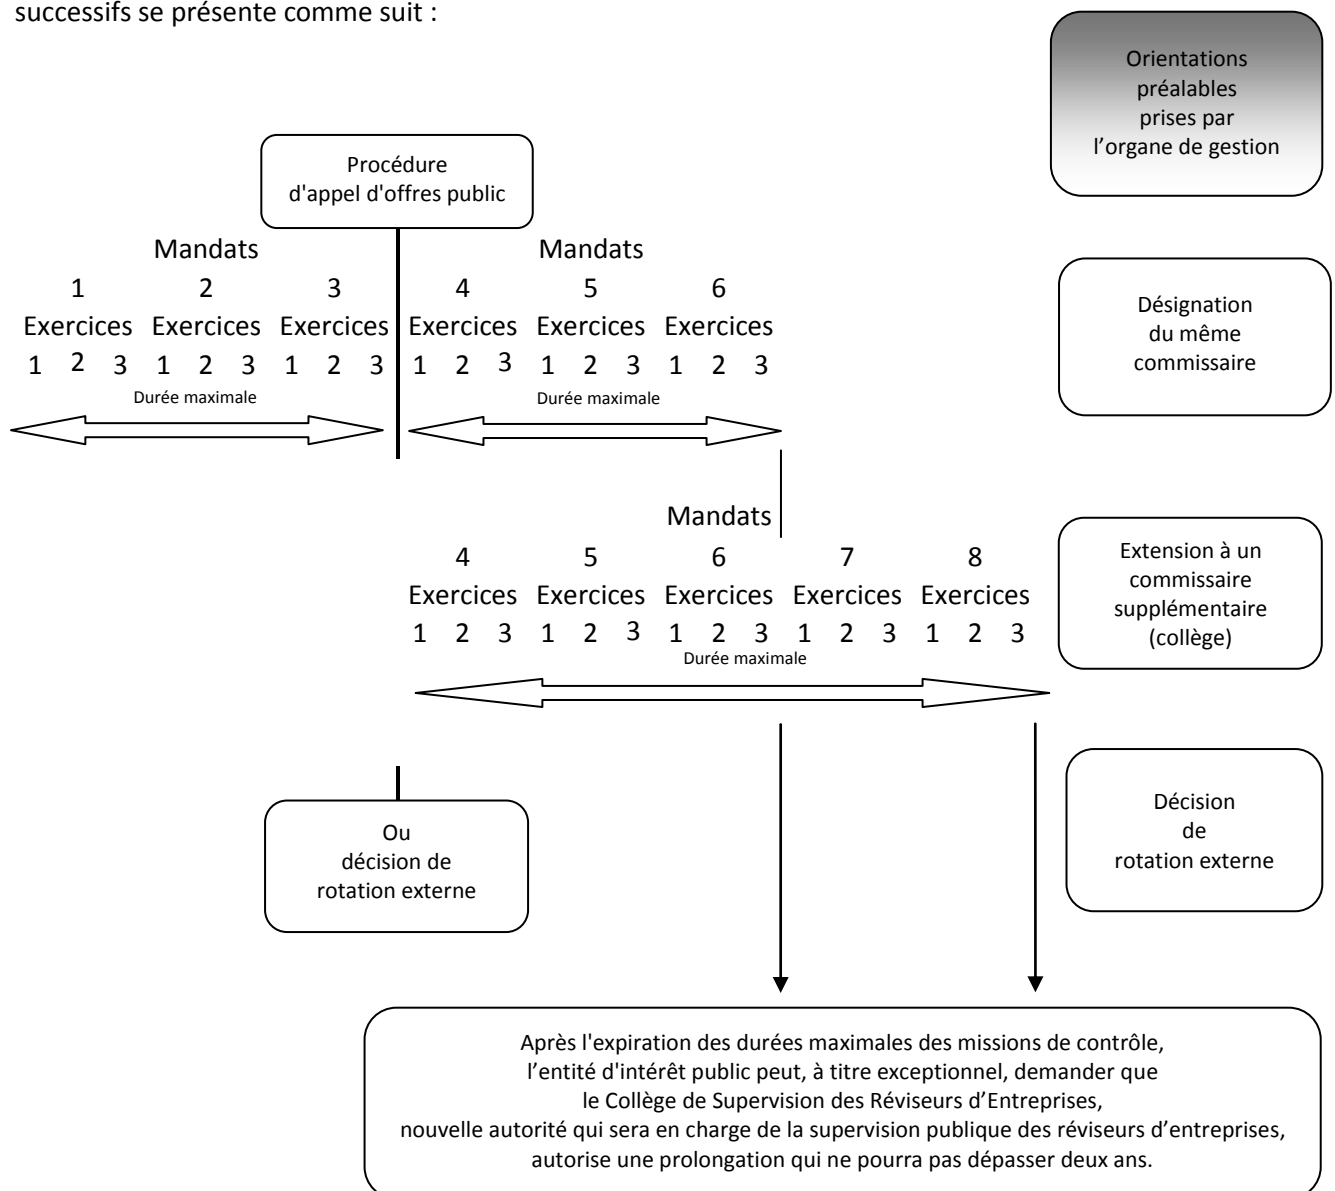 successifs se présente comme suit :
Orientations
préalables
prises par
l’organe de gestion
Procédure
d'appel d'offres public
Mandats Mandats
1 2 3 4 5 6
Exercices Exercices Exercices Exercices Exercices Exercices
1 2 3 1 2 3 1 2 3 1 2 3 1 2 3 1 2 3
Durée maximale Durée maximale
Désignation
du même
commissaire
Mandats
4 5 6 7 8
Exercices Exercices Exercices Exercices Exercices
1 2 3 1 2 3 1 2 3 1 2 3 1 2 3
Durée maximale
Extension à un
commissaire
supplémentaire
(collège)
Ou
décision de
rotation externe
Décision
de
rotation externe
Après l'expiration des durées maximales des missions de contrôle,
l’entité d'intérêt public peut, à titre exceptionnel, demander que
le Collège de Supervision des Réviseurs d’Entreprises,
nouvelle autorité qui sera en charge de la supervision publique des réviseurs d’entreprises,
autorise une prolongation qui ne pourra pas dépasser deux ans.